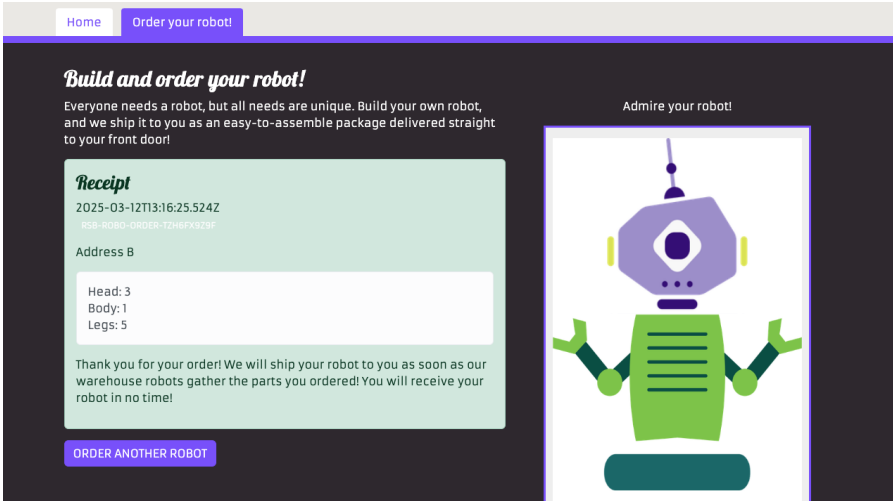 Home
Order your robot!
Build and order your robot!
Everyone needs a robot, but all needs are unique. Build your own robot,
and we ship it to you as an easy-to-assemble package delivered straight
to your front door!
Receipt
2025-03-12T13:16:25.524Z
RSB-ROBO-ORDER-TZH6FX9Z9F
Address B
Head: 3
Body: 1
Legs: 5
Thank you for your order! We will ship your robot to you as soon as our
warehouse robots gather the parts you ordered! You will receive your
robot in no time!
ORDER ANOTHER ROBOT
Admire your robot!